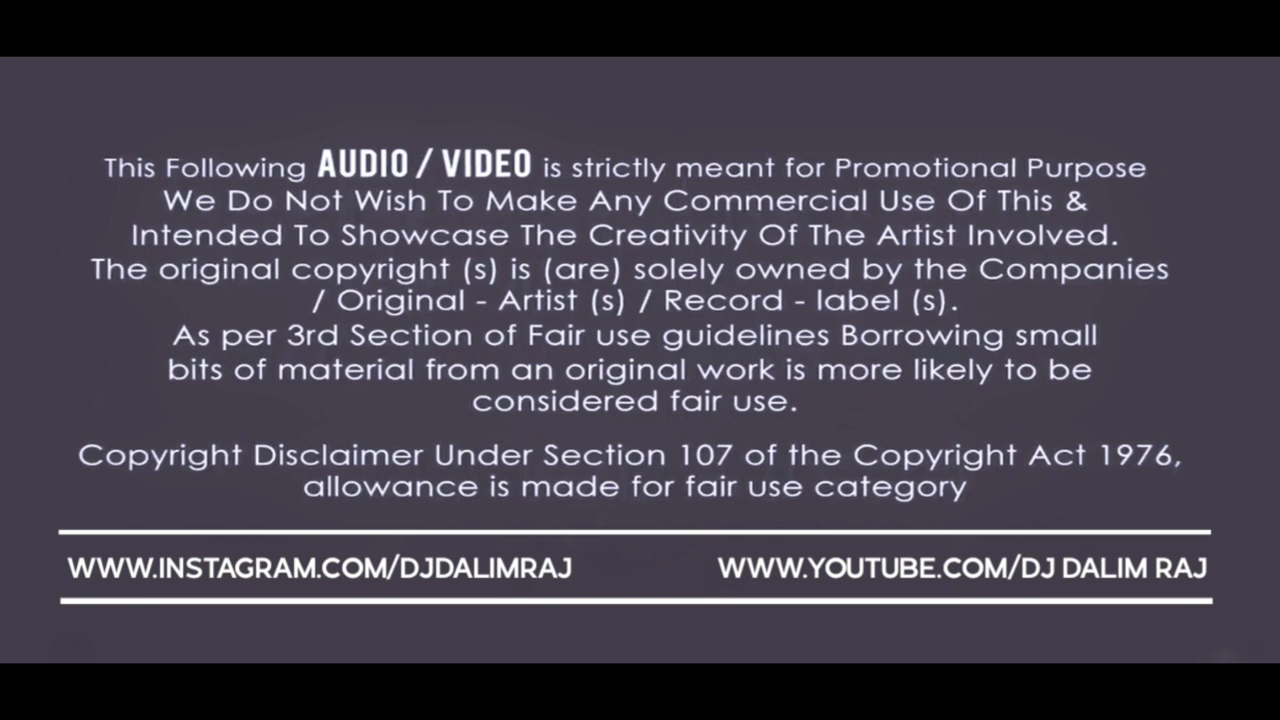 This Following AUDIO / VIDEO is strictly meant for Promotional Purpose
We Do Not Wish To Make Any Commercial Use Of This &
Intended To Showcase The Creativity Of The Artist Involved.
The original copyright (s) is (are) solely owned by the Companies
/ Original - Artist (s) / Record - label (s).
As per 3rd Section of Fair use guidelines Borrowing small
bits of material from an original work is more likely to be
considered fair use.
Copyright Disclaimer Under Section 107 of the Copyright Act 1976,
allowance is made for fair use category
WWW.INSTAGRAM.COM/DJDALIMRAJ WWW.YOUTUBE.COM/DJ DALIM RAJ